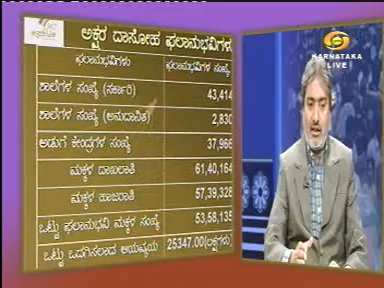 ಅಕ್ಷರ ದಾಸೋಹ ಫಲಾನುಭವಿಗಳು
ಫಲಾನುಭವಿಗಳು ಫಲಾನುಭವಿಗಳ ಸಂಖ್ಯೆ
ಶಾಲೆಗಳ ಸಂಖ್ಯೆ (ಸರ್ಕಾರಿ) 43,414
ಶಾಲೆಗಳ ಸಂಖ್ಯೆ (ಅನುದಾನಿತ) 2,830
ಅಡುಗೆ ಕೇಂದ್ರಗಳ ಸಂಖ್ಯೆ 37,966
ಮಕ್ಕಳ ದಾಖಲಾತಿ 61,40,164
ಮಕ್ಕಳ ಹಾಜರಾತಿ 57,39,328
ಒಟ್ಟು ಫಲಾನುಭವಿ ಮಕ್ಕಳ ಸಂಖ್ಯೆ 53,58,135
ಒಟ್ಟು ಒದಗಿಸಲಾದ ಆಯವ್ಯಯ 25347.00(ಲಕ್ಷಗಳು)
KARNATAKA
LIVE